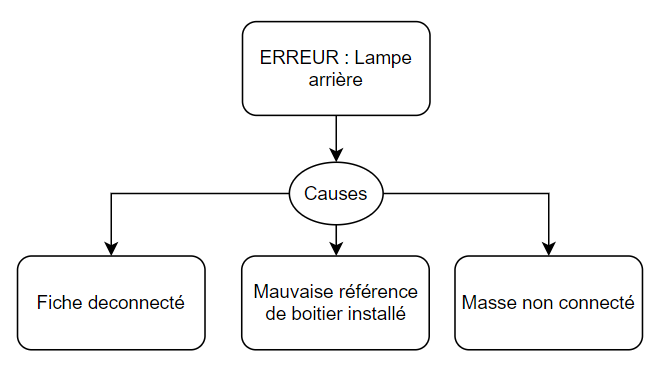 ERREUR : Lampe
arrière
Causes
Fiche deconnecté
Mauvaise référence
de boitier installé
Masse non connecté